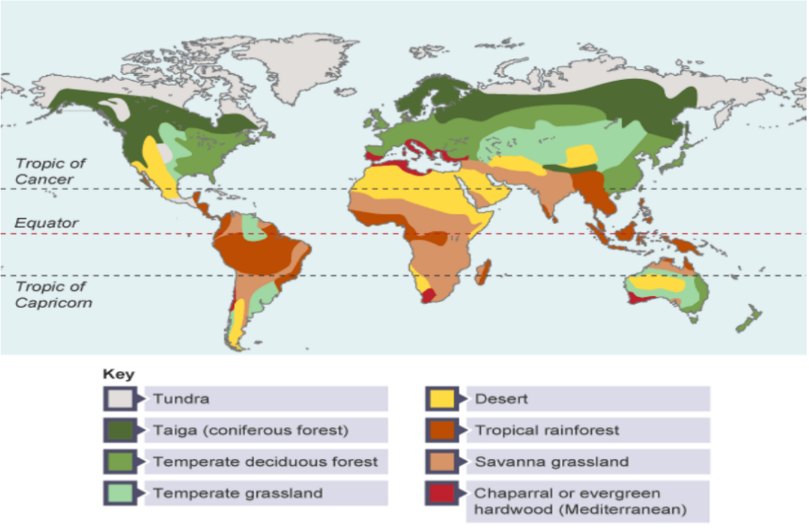 Tropic of
Cancer
Equator
Tropic of
Capricorn
Key
Tundra
Desert
Taiga (coniferous forest)
Tropical rainforest
Temperate deciduous forest
Savanna grassland
Temperate grassland
Chaparral or evergreen
hardwood (Mediterranean)